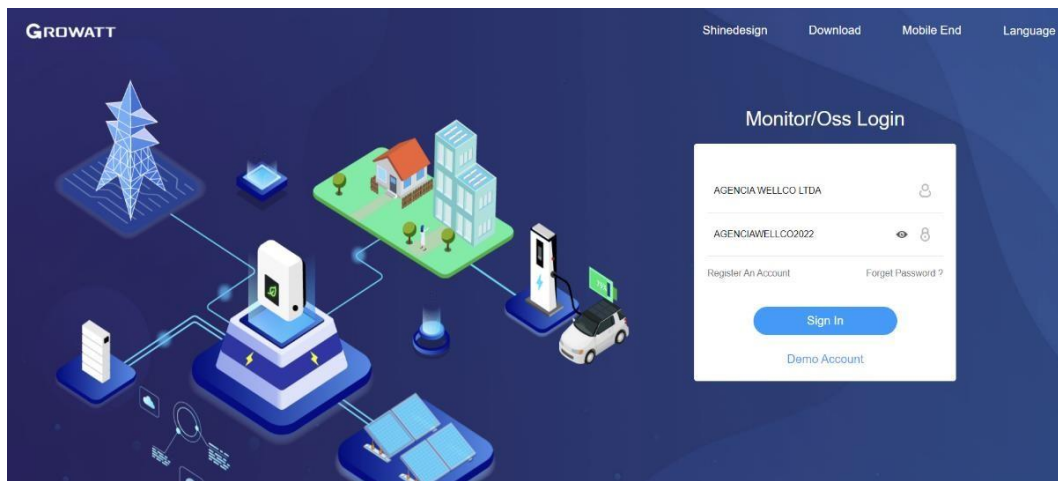 GROWATT
Shinedesign Download Mobile End Language
Monitor/Oss Login
AGENCIA WELLCO LTDA
AGENCIAWELLCO2022
Register An Account Forget Password ?
Sign In
Demo Account